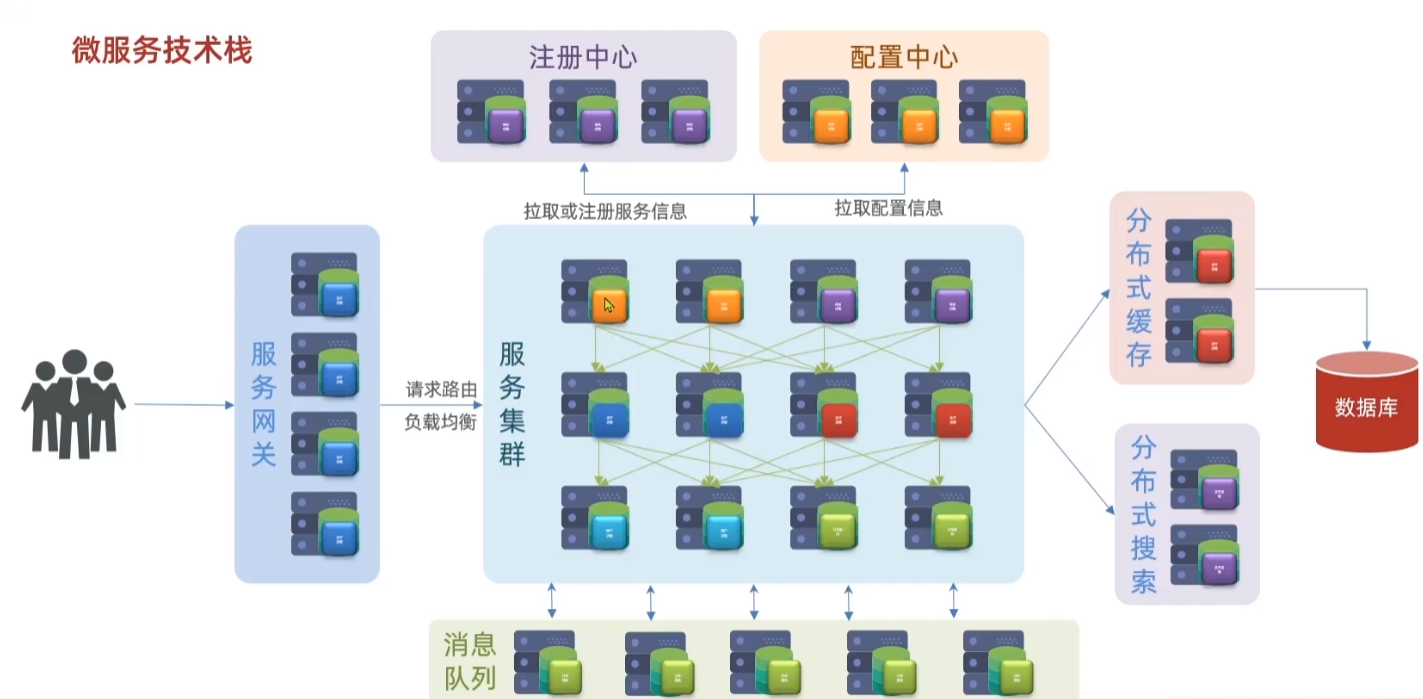 微服务技术栈
注册中心
配置中心
拉取或注册服务信息
拉取配置信息
服务网关
请求路由
负载均衡
服务集群
分布式缓存
数据库
分布式搜索
消息
队列